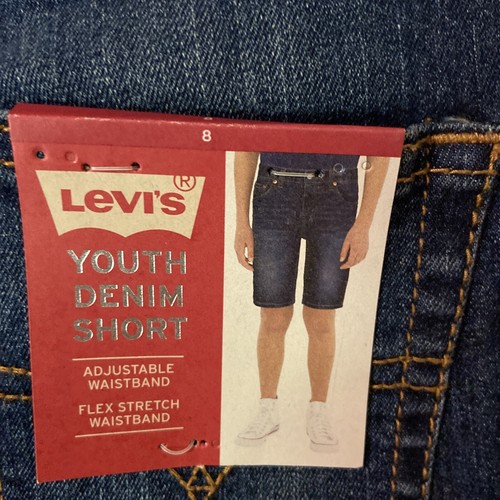 8
LEVI'S®
YOUTH
DENIM
SHORT
ADJUSTABLE
WAISTBAND
FLEX STRETCH
WAISTBAND